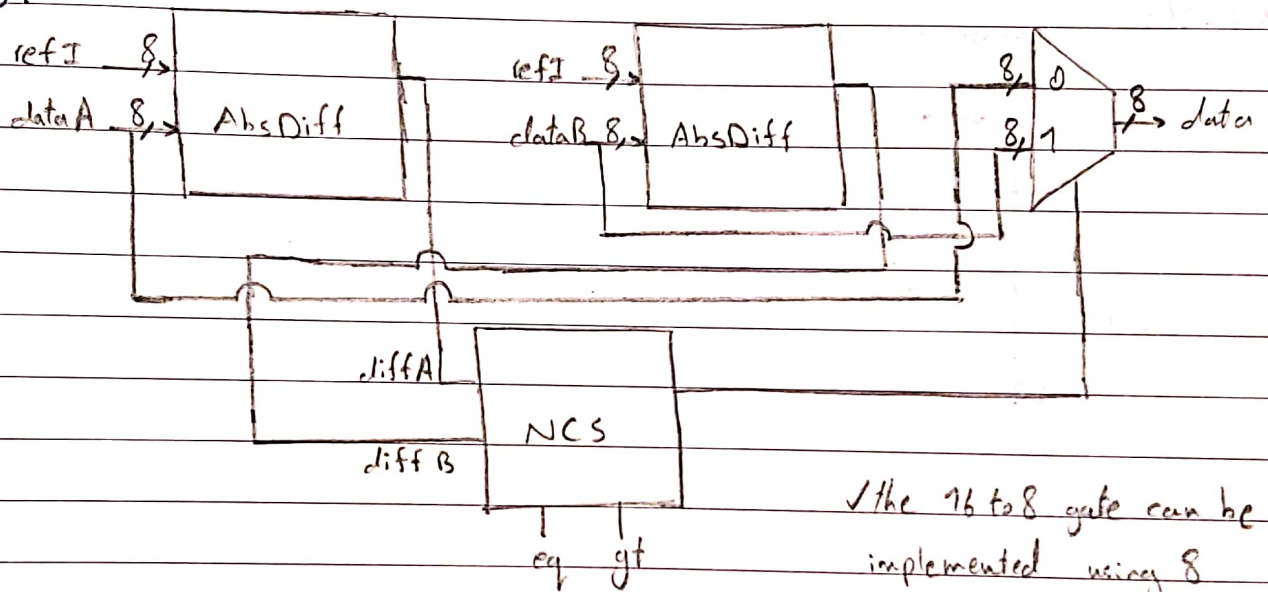 refI 8
dataA 8
AbsDiff
refI 8
dataB 8
AbsDiff
8 0
8 1
8 data
diffA
NCS
diff B
eq gt
√the 16 to 8 gate can be
implemented using 8